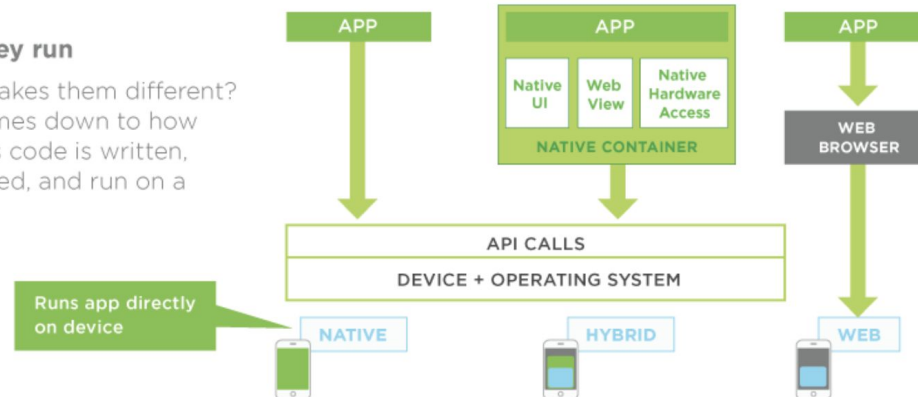 ey run
akes them different?
mes down to how
s code is written,
ed, and run on a
APP
APP
Native
UI
Web
View
Native
Hardware
Access
NATIVE CONTAINER
APP
WEB
BROWSER
API CALLS
DEVICE + OPERATING SYSTEM
Runs app directly
on device
NATIVE
HYBRID
WEB